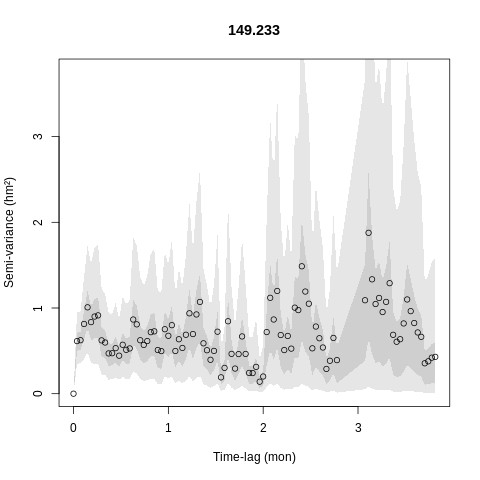 149.233
Semi-variance (hm²)
3
2
1
0
0 1 2 3
Time-lag (mon)